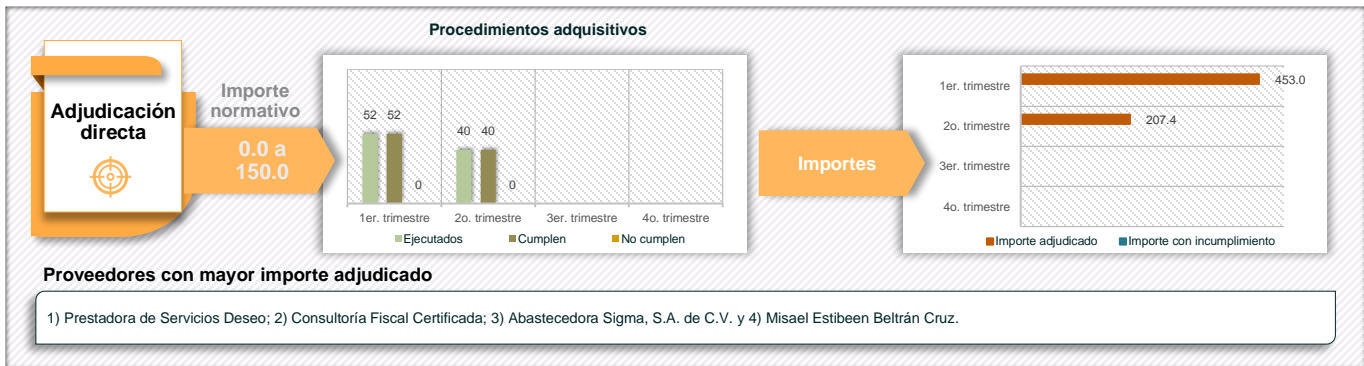 Procedimientos adquisitivos
Adjudicación
directa
Importe
normativo
0.0 a
150.0
52
52
0
40
40
0
1er. trimestre
2o. trimestre
3er. trimestre
4o. trimestre
Ejecutados
Cumplen
No cumplen
Importes
1er. trimestre
453.0
2o. trimestre
207.4
3er. trimestre
4o. trimestre
Importe adjudicado
Importe con incumplimiento
Proveedores con mayor importe adjudicado
1) Prestadora de Servicios Deseo; 2) Consultoría Fiscal Certificada; 3) Abastecedora Sigma, S.A. de C.V. y 4) Misael Estibeen Beltrán Cruz.